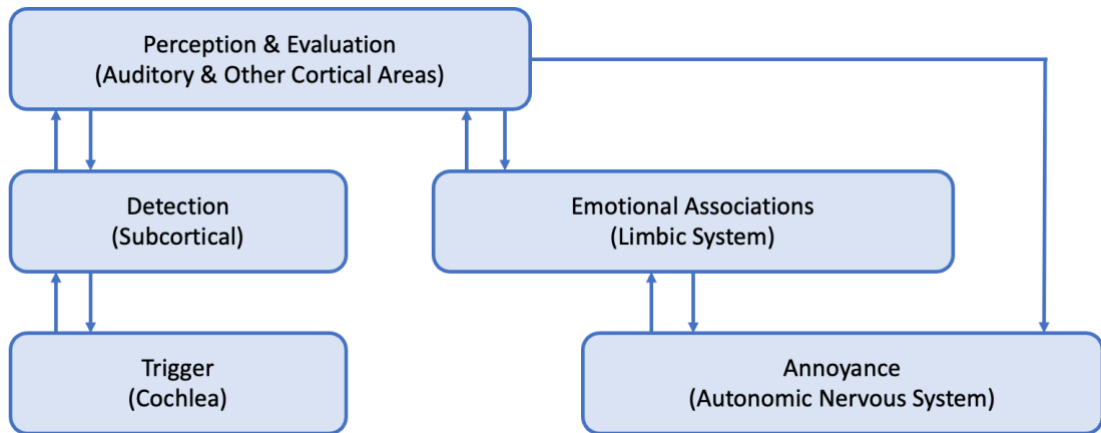 Perception & Evaluation
(Auditory & Other Cortical Areas)
Detection
(Subcortical)
Emotional Associations
(Limbic System)
Trigger
(Cochlea)
Annoyance
(Autonomic Nervous System)